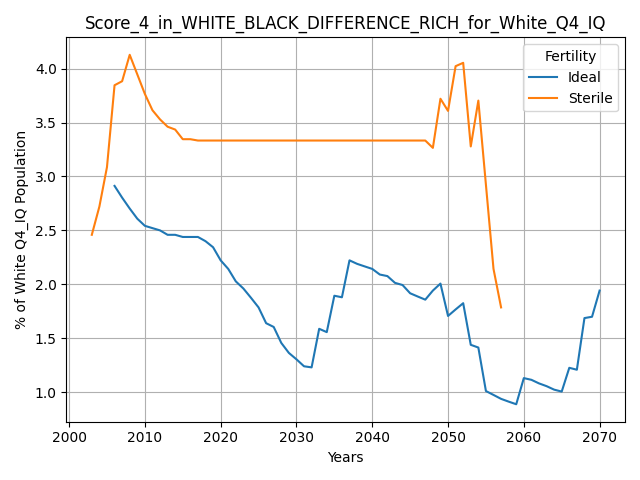 Score_4_in_WHITE_BLACK_DIFFERENCE_RICH_for_White_Q4_IQ
Fertility
Ideal
Sterile
% of White Q4_IQ Population
4.0
3.5
3.0
2.5
2.0
1.5
1.0
2000 2010 2020 2030 2040 2050 2060 2070
Years